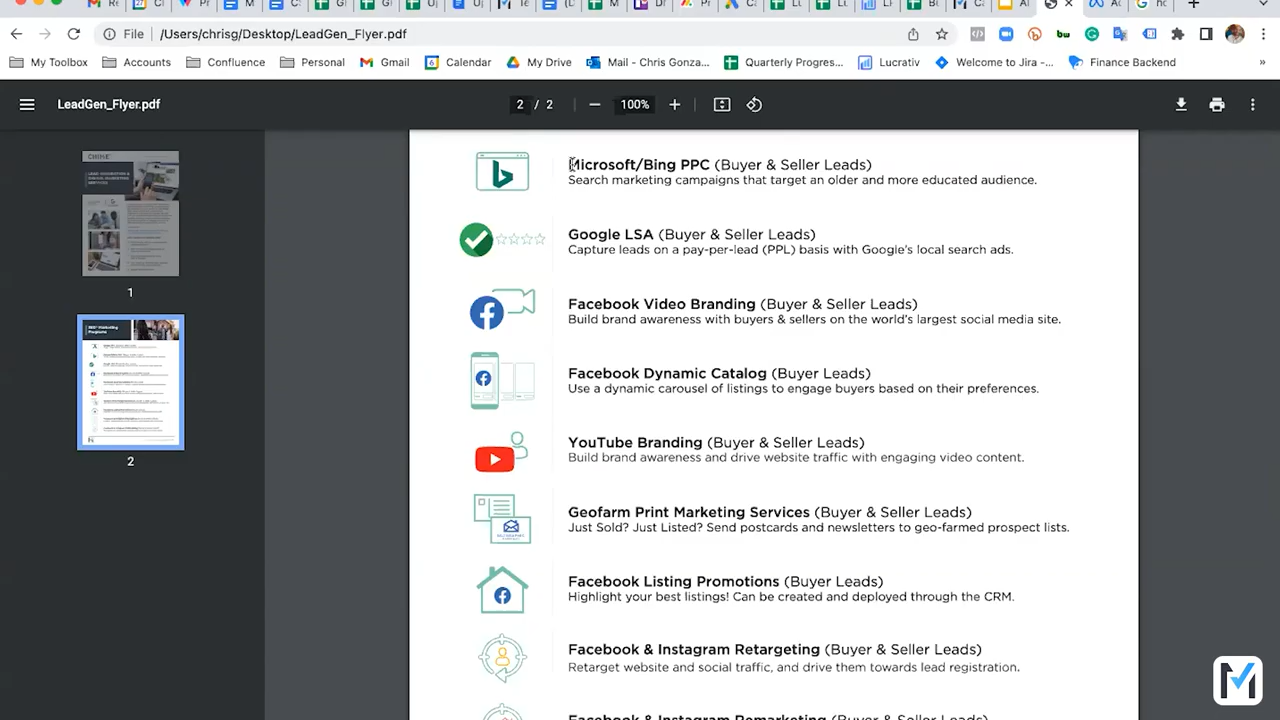 File
/Users/chrisg/Desktop/LeadGen_Flyer.pdf
My Toolbox
Accounts
Confluence
Personal
Gmail
Calendar
My Drive
Mail - Chris Gonza...
Quarterly Progres...
Lucrativ
Welcome to Jira -...
Finance Backend
»
LeadGen_Flyer.pdf
2 / 2
100%
1
2
Microsoft/Bing PPC (Buyer & Seller Leads)
Search marketing campaigns that target an older and more educated audience.
Google LSA (Buyer & Seller Leads)
Capture leads on a pay-per-lead (PPL) basis with Google's local search ads.
Facebook Video Branding (Buyer & Seller Leads)
Build brand awareness with buyers & sellers on the world's largest social media site.
Facebook Dynamic Catalog (Buyer Leads)
Use a dynamic carousel of listings to engage buyers based on their preferences.
YouTube Branding (Buyer & Seller Leads)
Build brand awareness and drive website traffic with engaging video content.
Geofarm Print Marketing Services (Buyer & Seller Leads)
Just Sold? Just Listed? Send postcards and newsletters to geo-farmed prospect lists.
Facebook Listing Promotions (Buyer Leads)
Highlight your best listings! Can be created and deployed through the CRM.
Facebook & Instagram Retargeting (Buyer & Seller Leads)
Retarget website and social traffic, and drive them towards lead registration.
Facebook & Instagram Remarketing (Buyer & Seller Leads)